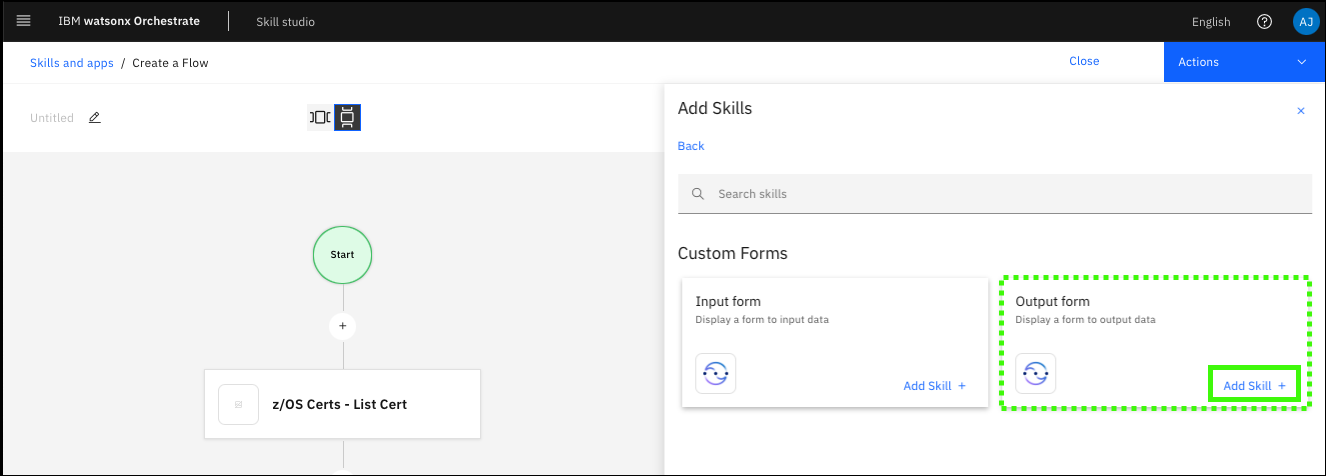 IBM watsonx Orchestrate Skill studio English AJ
Skills and apps / Create a Flow Close Actions
Untitled
Add Skills
Back
Search skills
Start
+
z/OS Certs - List Cert
Custom Forms
Input form
Display a form to input data
Add Skill +
Output form
Display a form to output data
Add Skill +